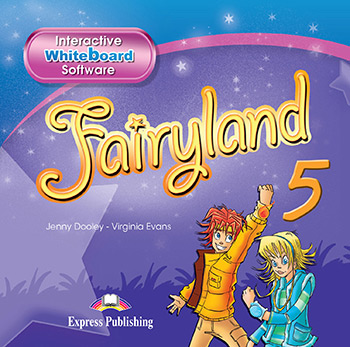 Interactive
Whiteboard
Software
Fairyland
5
Jenny Dooley - Virginia Evans
Express Publishing